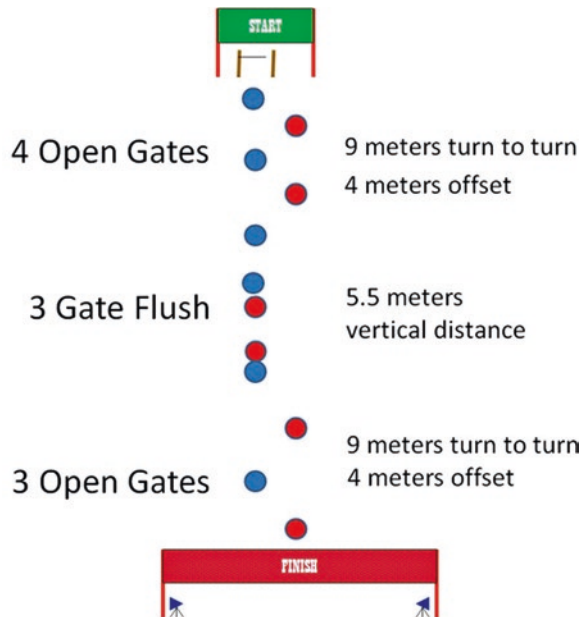 START
4 Open Gates
9 meters turn to turn
4 meters offset
3 Gate Flush
5.5 meters
vertical distance
3 Open Gates
9 meters turn to turn
4 meters offset
FINISH